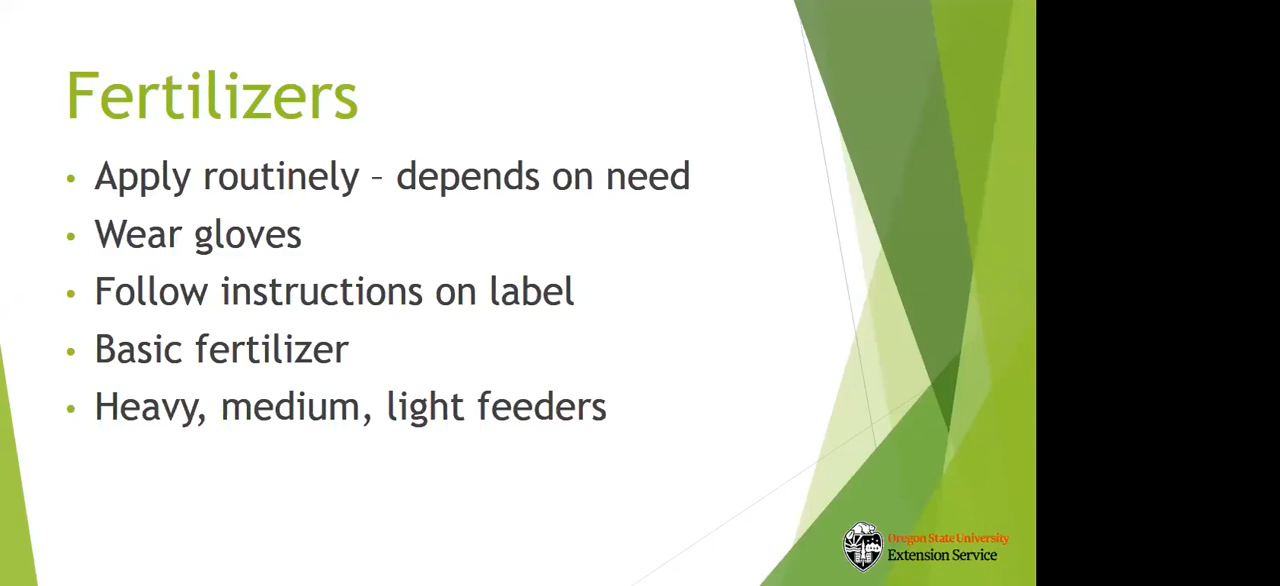 Fertilizers
• Apply routinely – depends on need
• Wear gloves
• Follow instructions on label
• Basic fertilizer
• Heavy, medium, light feeders
Oregon State University
Extension Service